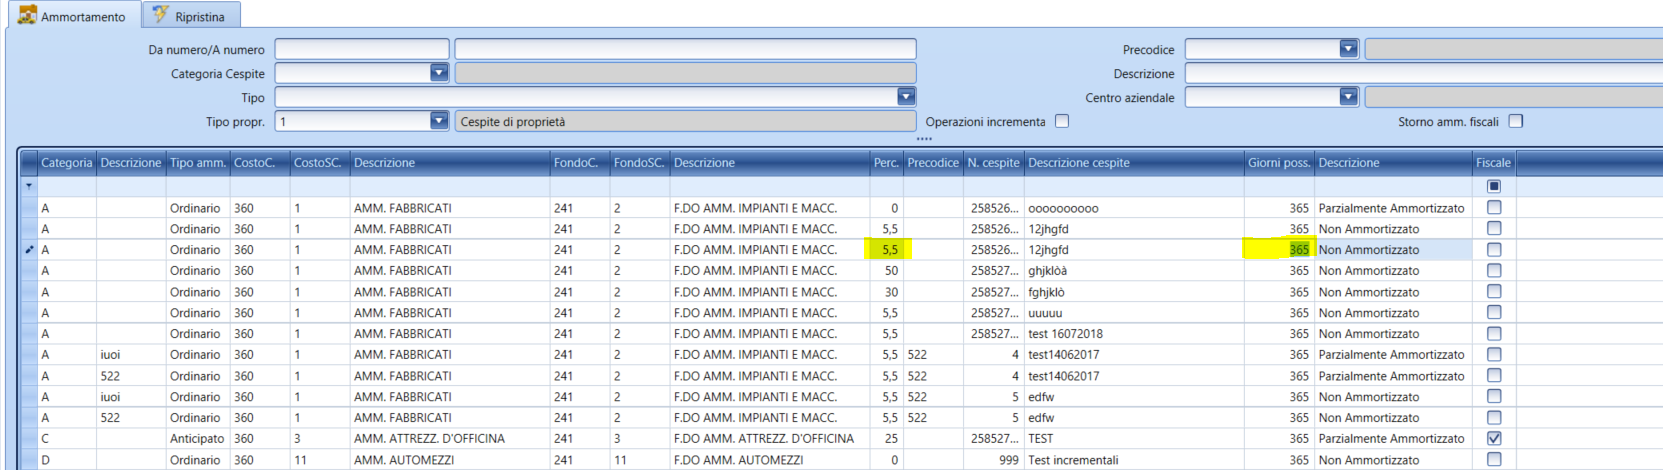 Ammortamento Ripristina
Da numero/A numero Precodice
Categoria Cespite Descrizione
Tipo Centro aziendale
Tipo propr. 1 Cespite di proprietà Operazioni incrementa Storno amm. fiscali
Categoria Descrizione Tipo amm. CostoC. CostoSC. Descrizione FondoC. FondoSC. Descrizione Perc. Precodice N. cespite Descrizione cespite Giorni poss. Descrizione Fiscale
A Ordinario 360 1 AMM. FABBRICATI 241 2 F.DO AMM. IMPIANTI E MACC. 0 258526... oooooooooo 365 Parzialmente Ammortizzato
A Ordinario 360 1 AMM. FABBRICATI 241 2 F.DO AMM. IMPIANTI E MACC. 5,5 258526... 12jhgfd 365 Non Ammortizzato
A Ordinario 360 1 AMM. FABBRICATI 241 2 F.DO AMM. IMPIANTI E MACC. 5,5 258526... 12jhgfd 365 Non Ammortizzato
A Ordinario 360 1 AMM. FABBRICATI 241 2 F.DO AMM. IMPIANTI E MACC. 50 258527... ghjklòà 365 Non Ammortizzato
A Ordinario 360 1 AMM. FABBRICATI 241 2 F.DO AMM. IMPIANTI E MACC. 30 258527... fghjklò 365 Non Ammortizzato
A Ordinario 360 1 AMM. FABBRICATI 241 2 F.DO AMM. IMPIANTI E MACC. 5,5 258527... uuuuu 365 Non Ammortizzato
A Ordinario 360 1 AMM. FABBRICATI 241 2 F.DO AMM. IMPIANTI E MACC. 5,5 258527... test 16072018 365 Non Ammortizzato
A iuoi Ordinario 360 1 AMM. FABBRICATI 241 2 F.DO AMM. IMPIANTI E MACC. 5,5 522 4 test14062017 365 Parzialmente Ammortizzato
A 522 Ordinario 360 1 AMM. FABBRICATI 241 2 F.DO AMM. IMPIANTI E MACC. 5,5 522 4 test14062017 365 Parzialmente Ammortizzato
A iuoi Ordinario 360 1 AMM. FABBRICATI 241 2 F.DO AMM. IMPIANTI E MACC. 5,5 522 5 edfw 365 Non Ammortizzato
A 522 Ordinario 360 1 AMM. FABBRICATI 241 2 F.DO AMM. IMPIANTI E MACC. 5,5 522 5 edfw 365 Non Ammortizzato
C Anticipato 360 3 AMM. ATTREZZ. D'OFFICINA 241 3 F.DO AMM. ATTREZZ. D'OFFICINA 25 258527... TEST 365 Parzialmente Ammortizzato
D Ordinario 360 11 AMM. AUTOMEZZI 241 11 F.DO AMM. AUTOMEZZI 0 999 Test incrementali 365 Non Ammortizzato